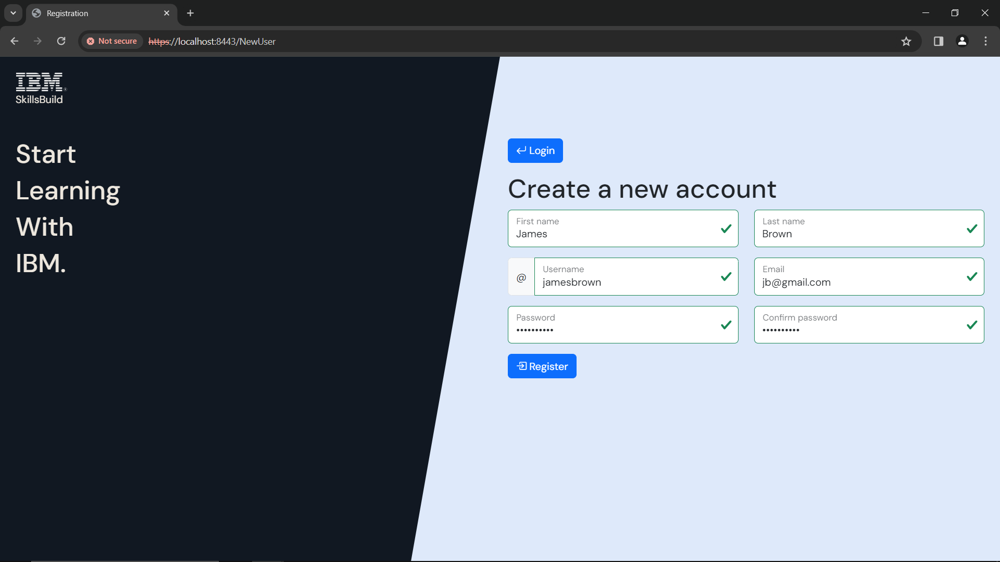 Registration
Not secure
https://localhost:8443/NewUser
IBM®
SkillsBuild
Start
Learning
With
IBM.
Login
Create a new account
First name
James
Last name
Brown
@
Username
jamesbrown
Email
jb@gmail.com
Password
••••••••••
Confirm password
••••••••••
Register